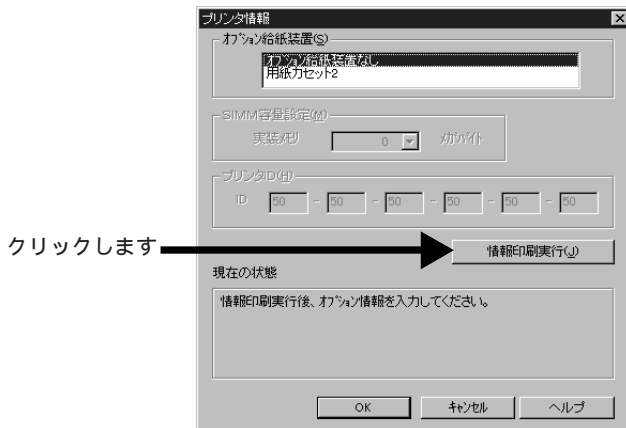 プリンタ情報
オプション給紙装置(S)
オプション給紙装置なし
用紙カセット2
SIMM容量設定(M)
実装メモリ 0 メガバイト
プリンタID(H)
ID 50 - 50 - 50 - 50 - 50 - 50
クリックします 情報印刷実行(J)
現在の状態
情報印刷実行後、オプション情報を入力してください。
OK キャンセル ヘルプ